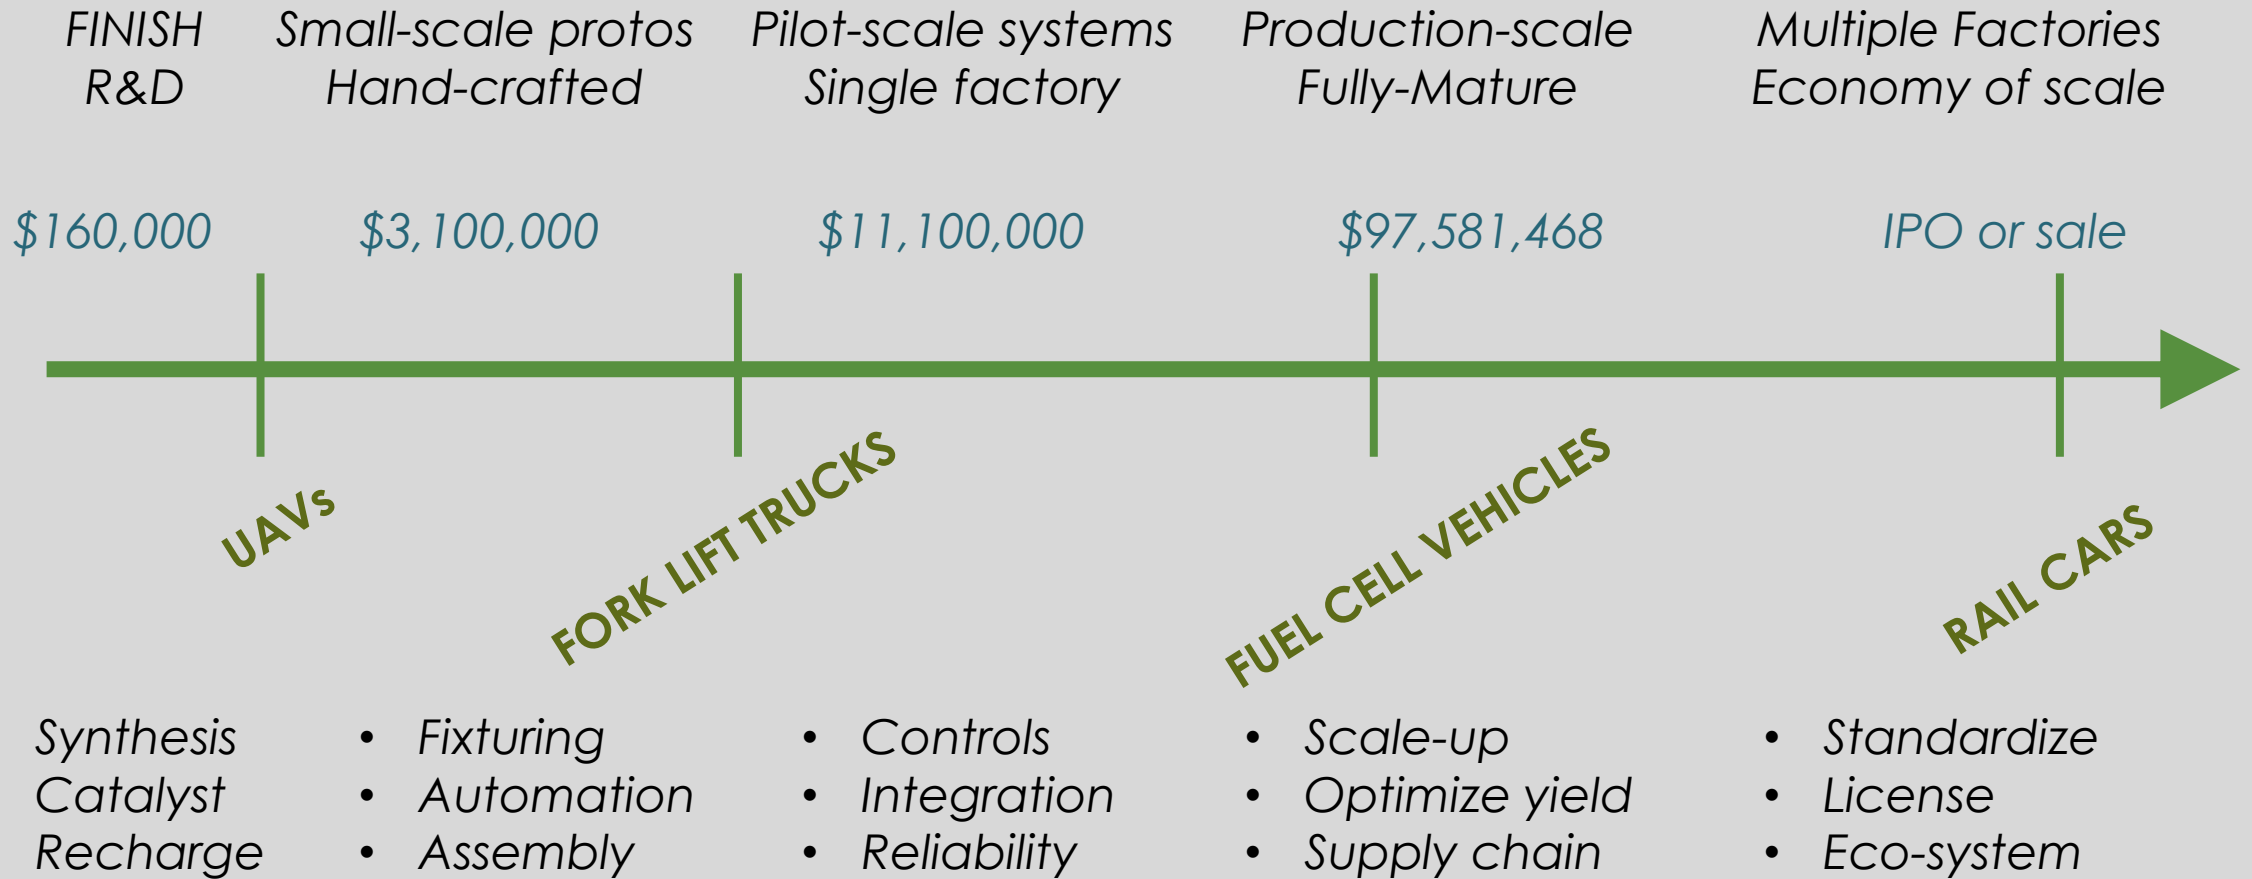 FINISH
R&D
Small-scale protos
Hand-crafted
Pilot-scale systems
Single factory
Production-scale
Fully-Mature
Multiple Factories
Economy of scale
$160,000
$3,100,000
$11,100,000
$97,581,468
IPO or sale
UAVs
FORK LIFT TRUCKS
FUEL CELL VEHICLES
RAIL CARS
Synthesis
Catalyst
Recharge
• Fixturing
• Automation
• Assembly
• Controls
• Integration
• Reliability
• Scale-up
• Optimize yield
• Supply chain
• Standardize
• License
• Eco-system